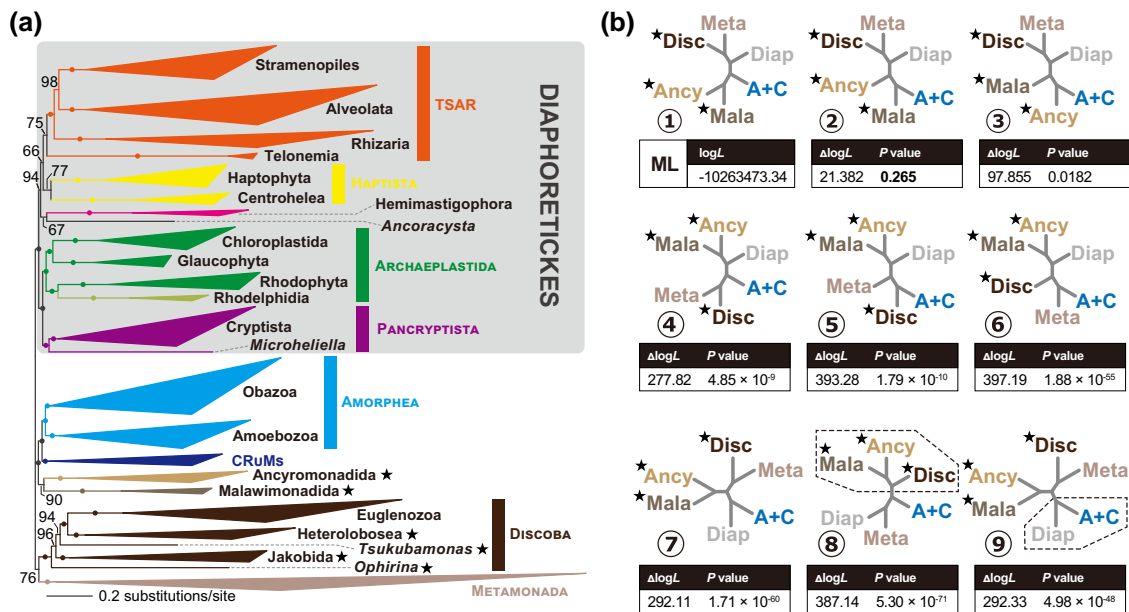 (a)
98
Stramenopiles
Alveolata
TSAR
75
Rhizaria
66
Telonemia
94
77
Haptophyta
HAPTISTA
Centrohelea
Hemimastigophora
67
Ancoracysta
Chloroplastida
Glaucophyta
ARCHAEPLASTIDA
Rhodophyta
Rhodelphidia
Cryptista
PANCRYPTISTA
Microheliella
DIAPHORETICKES
Obazoa
AMORPHEA
Amoebozoa
CRuMs
Ancyromonadida ★
Malawimonadida ★
90
94
Euglenozoa
96
Heterolobosea ★
DISCOBA
Tsukubamonas ★
Jakobida ★
Ophirina ★
76
METAMONADA
0.2 substitutions/site
(b)
Meta
★Disc
Diap
★Ancy
A+C
★Mala
①
ML
logL
-10263473.34
Meta
★Disc
Diap
★Ancy
A+C
★Mala
②
ΔlogL P value
21.382 0.265
Meta
★Disc
Diap
★Mala
A+C
★Ancy
③
ΔlogL P value
97.855 0.0182
★Ancy
★Mala
Diap
Meta
A+C
★Disc
④
ΔlogL P value
277.82 4.85 × 10-9
★Ancy
★Mala
Diap
Meta
A+C
★Disc
⑤
ΔlogL P value
393.28 1.79 × 10-10
★Ancy
★Mala
Diap
★Disc
A+C
Meta
⑥
ΔlogL P value
397.19 1.88 × 10-55
★Disc
★Ancy
Meta
★Mala
A+C
Diap
⑦
ΔlogL P value
292.11 1.71 × 10-60
★Ancy
★Mala
★Disc
Diap
A+C
Meta
⑧
ΔlogL P value
387.14 5.30 × 10-71
★Disc
★Ancy
Meta
★Mala
A+C
Diap
⑨
ΔlogL P value
292.33 4.98 × 10-48